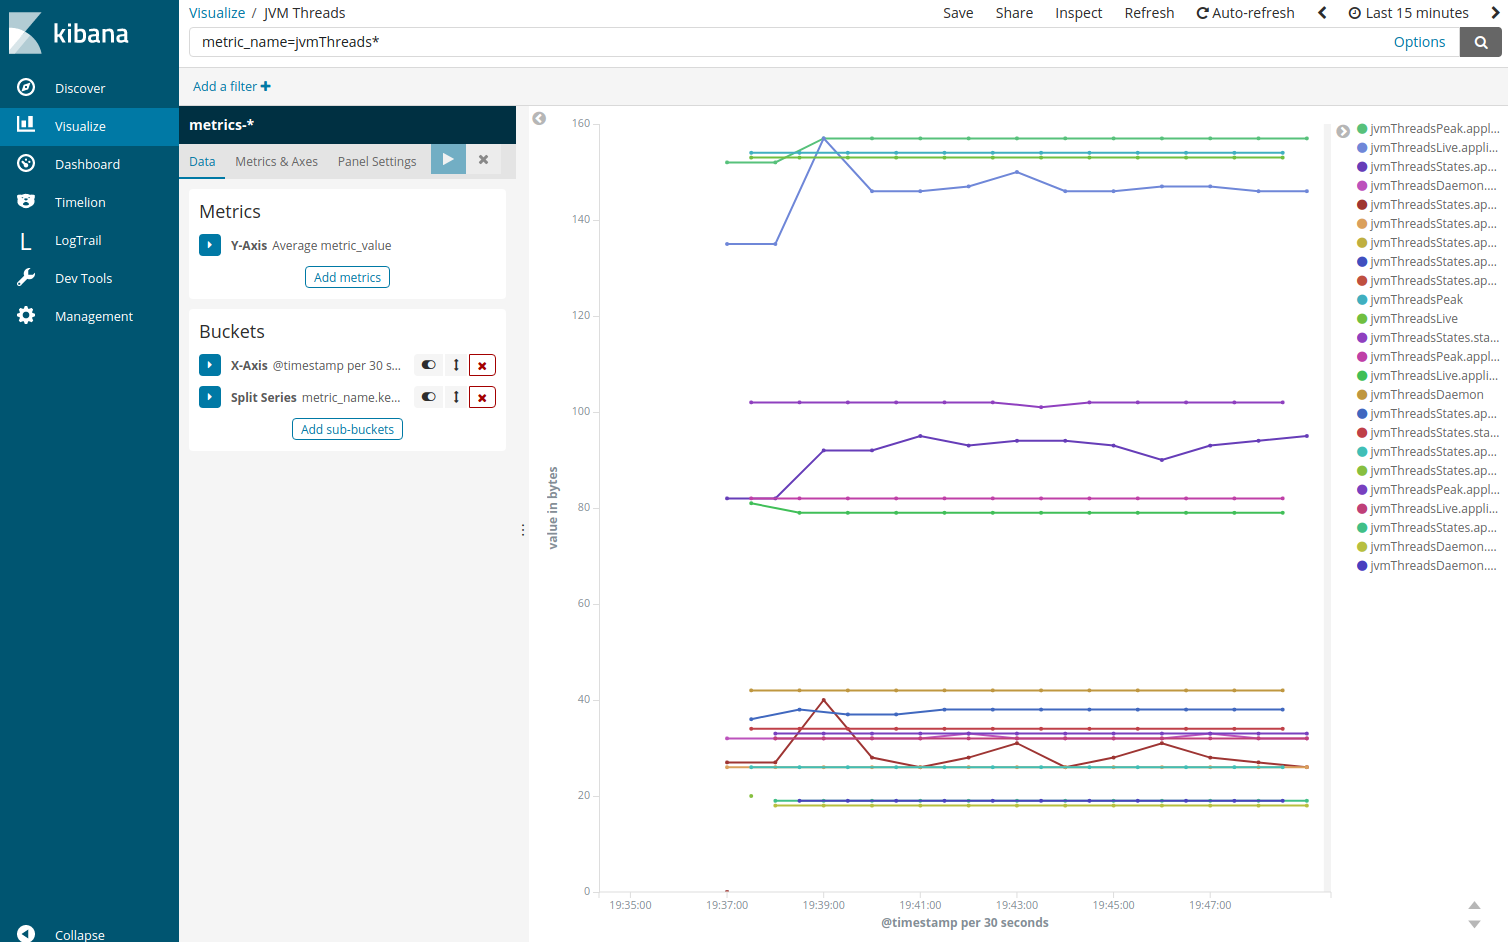 kibana
Discover
Visualize
Dashboard
Timelion
LogTrail
Dev Tools
Management
Collapse
Visualize / JVM Threads
Save Share Inspect Refresh Auto-refresh Last 15 minutes
metric_name=jvmThreads*
Options
Add a filter
metrics-*
Data Metrics & Axes Panel Settings
Metrics
Y-Axis Average metric_value
Add metrics
Buckets
X-Axis @timestamp per 30 s...
Split Series metric_name.ke...
Add sub-buckets
value in bytes
160
140
120
100
80
60
40
20
0
19:35:00 19:37:00 19:39:00 19:41:00 19:43:00 19:45:00 19:47:00
@timestamp per 30 seconds
jvmThreadsPeak.appl...
jvmThreadsLive.appli...
jvmThreadsStates.ap...
jvmThreadsDaemon....
jvmThreadsStates.ap...
jvmThreadsStates.ap...
jvmThreadsStates.ap...
jvmThreadsStates.ap...
jvmThreadsStates.ap...
jvmThreadsPeak
jvmThreadsLive
jvmThreadsStates.sta...
jvmThreadsPeak.appl...
jvmThreadsLive.appli...
jvmThreadsDaemon
jvmThreadsStates.ap...
jvmThreadsStates.sta...
jvmThreadsStates.ap...
jvmThreadsStates.ap...
jvmThreadsPeak.appl...
jvmThreadsLive.appli...
jvmThreadsStates.ap...
jvmThreadsDaemon....
jvmThreadsDaemon....